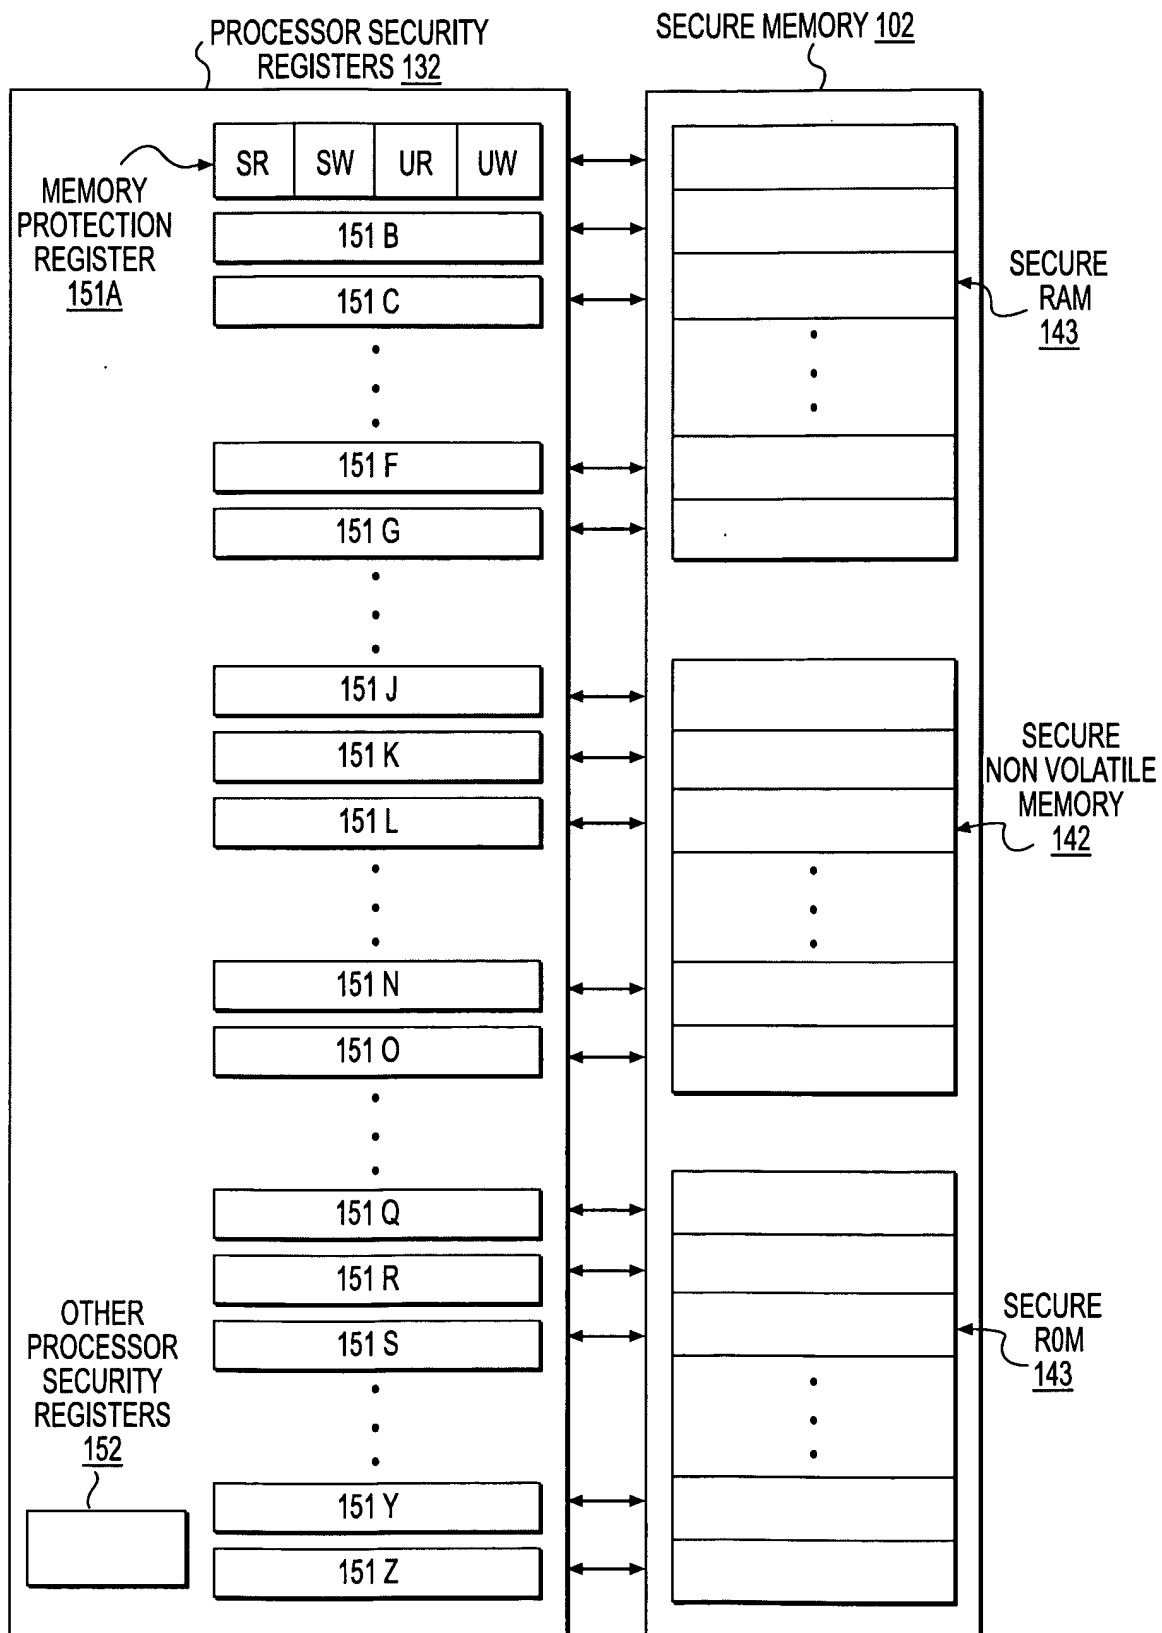 PROCESSOR SECURITY
REGISTERS 132
SECURE MEMORY 102
SR SW UR UW
MEMORY
PROTECTION
REGISTER
151A
151 B
151 C
SECURE
RAM
143
151 F
151 G
151 J
151 K
151 L
SECURE
NON VOLATILE
MEMORY
142
151 N
151 O
151 Q
151 R
151 S
SECURE
R0M
143
OTHER
PROCESSOR
SECURITY
REGISTERS
152
151 Y
151 Z